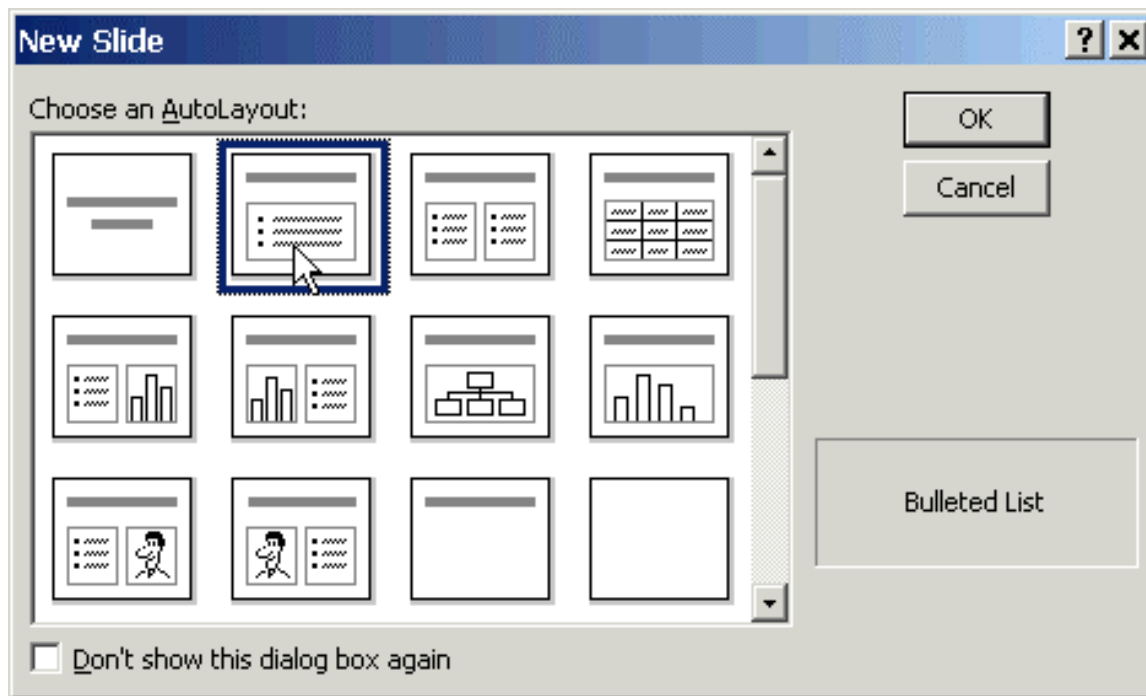 New Slide
Choose an AutoLayout:
OK
Cancel
Bulleted List
Don't show this dialog box again